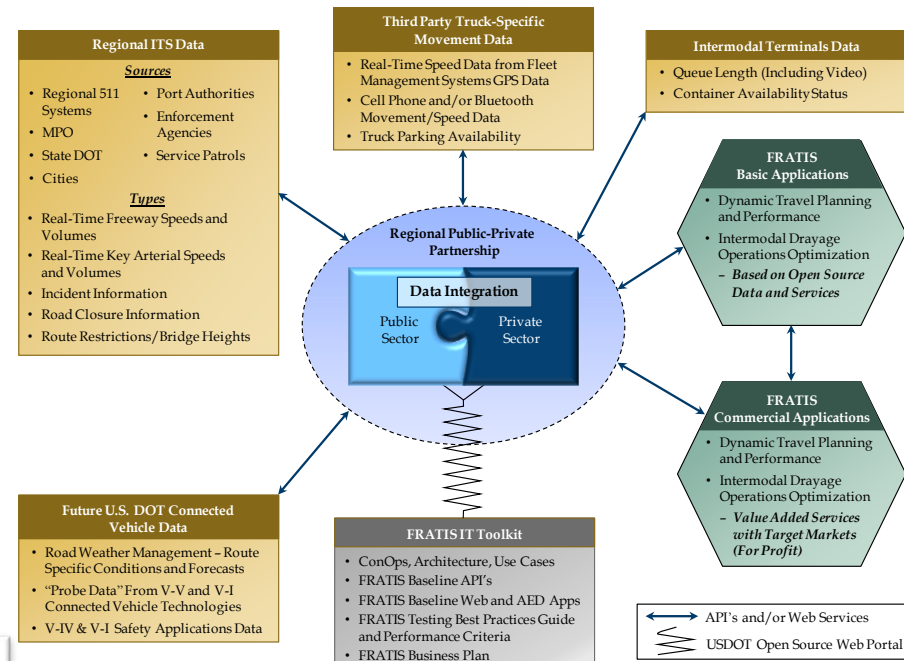 Regional ITS Data
Sources
• Regional 511
Systems
• MPO
• State DOT
• Cities
• Port Authorities
• Enforcement
Agencies
• Service Patrols
Types
• Real-Time Freeway Speeds and
Volumes
• Real-Time Key Arterial Speeds
and Volumes
• Incident Information
• Road Closure Information
• Route Restrictions/Bridge Heights
Third Party Truck-Specific
Movement Data
• Real-Time Speed Data from Fleet
Management Systems GPS Data
• Cell Phone and/or Bluetooth
Movement/Speed Data
• Truck Parking Availability
Intermodal Terminals Data
• Queue Length (Including Video)
• Container Availability Status
FRATIS
Basic Applications
• Dynamic Travel Planning
and Performance
• Intermodal Drayage
Operations Optimization
– Based on Open Source
Data and Services
Regional Public-Private
Partnership
Data Integration
Public
Sector
Private
Sector
FRATIS
Commercial Applications
• Dynamic Travel Planning
and Performance
• Intermodal Drayage
Operations Optimization
– Value Added Services
with Target Markets
(For Profit)
Future U.S. DOT Connected
Vehicle Data
• Road Weather Management – Route
Specific Conditions and Forecasts
• “Probe Data” From V-V and V-I
Connected Vehicle Technologies
• V-IV & V-I Safety Applications Data
FRATIS IT Toolkit
• ConOps, Architecture, Use Cases
• FRATIS Baseline API’s
• FRATIS Baseline Web and AED Apps
• FRATIS Testing Best Practices Guide
and Performance Criteria
• FRATIS Business Plan
API’s and/or Web Services
USDOT Open Source Web Portal